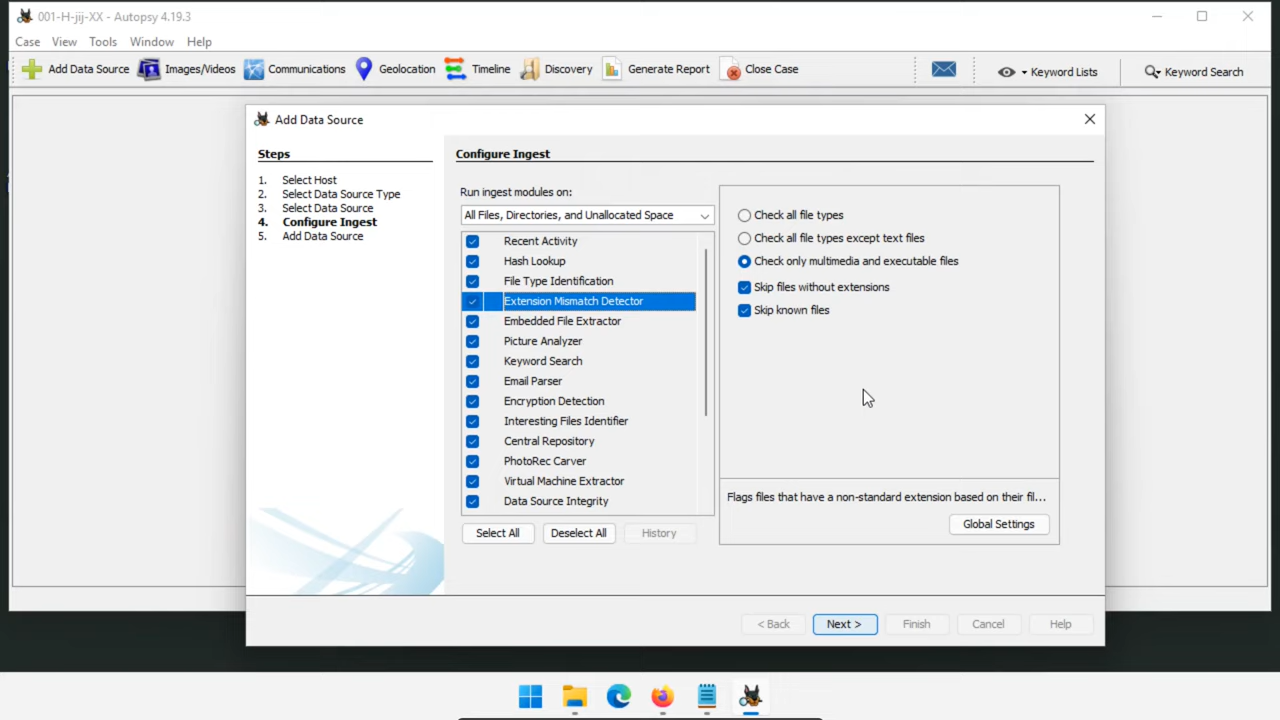 001-H-jij-XX - Autopsy 4.19.3
Case View Tools Window Help
Add Data Source Images/Videos Communications Geolocation Timeline Discovery Generate Report Close Case Keyword Lists Keyword Search
Add Data Source
Steps
1. Select Host
2. Select Data Source Type
3. Select Data Source
4. Configure Ingest
5. Add Data Source
Configure Ingest
Run ingest modules on:
All Files, Directories, and Unallocated Space
Recent Activity
Hash Lookup
File Type Identification
Extension Mismatch Detector
Embedded File Extractor
Picture Analyzer
Keyword Search
Email Parser
Encryption Detection
Interesting Files Identifier
Central Repository
PhotoRec Carver
Virtual Machine Extractor
Data Source Integrity
Select All Deselect All History
Check all file types
Check all file types except text files
Check only multimedia and executable files
Skip files without extensions
Skip known files
Flags files that have a non-standard extension based on their fil...
Global Settings
< Back Next > Finish Cancel Help